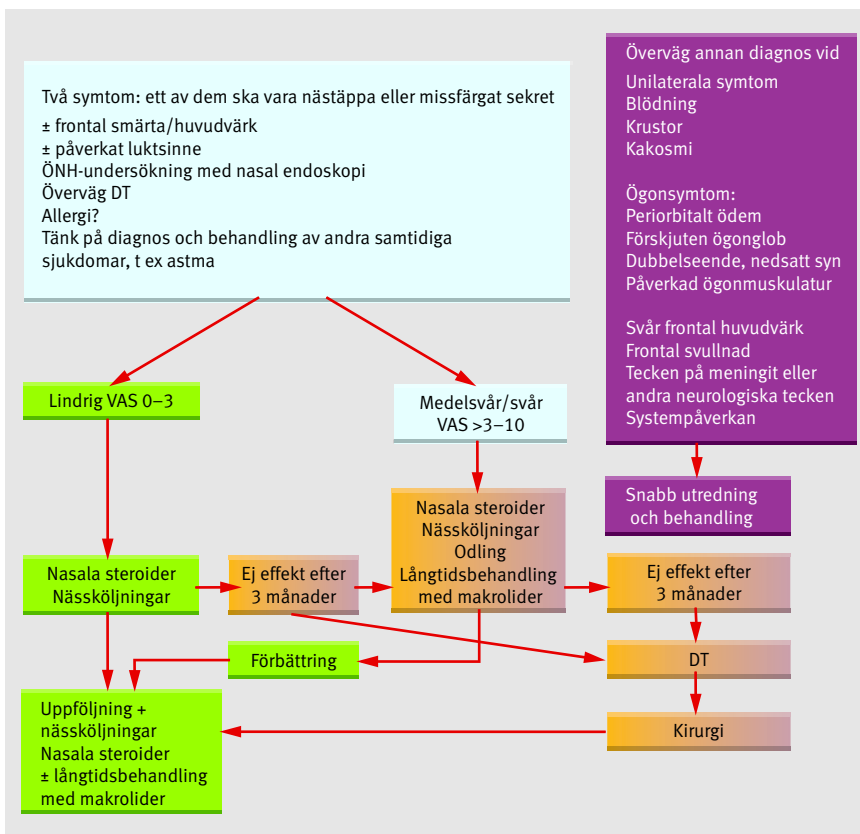 Två symtom: ett av dem ska vara nästäppa eller missfärgat sekret
± frontal smärta/huvudvärk
± påverkat luktsinne
ÖNH-undersökning med nasal endoskopi
Överväg DT
Allergi?
Tänk på diagnos och behandling av andra samtidiga
sjukdomar, t ex astma
Överväg annan diagnos vid
Unilaterala symtom
Blödning
Krustor
Kakosmi
Ögonsymtom:
Periorbitalt ödem
Förskjuten ögonglob
Dubbelseende, nedsatt syn
Påverkad ögonmuskulatur
Svår frontal huvudvärk
Frontal svullnad
Tecken på meningit eller
andra neurologiska tecken
Systempåverkan
Lindrig VAS 0–3
Medelsvår/svår
VAS >3–10
Snabb utredning
och behandling
Nasala steroider
Nässköljningar
Ej effekt efter
3 månader
Nasala steroider
Nässköljningar
Odling
Långtidsbehandling
med makrolider
Ej effekt efter
3 månader
Förbättring
DT
Uppföljning +
nässköljningar
Nasala steroider
± långtidsbehandling
med makrolider
Kirurgi